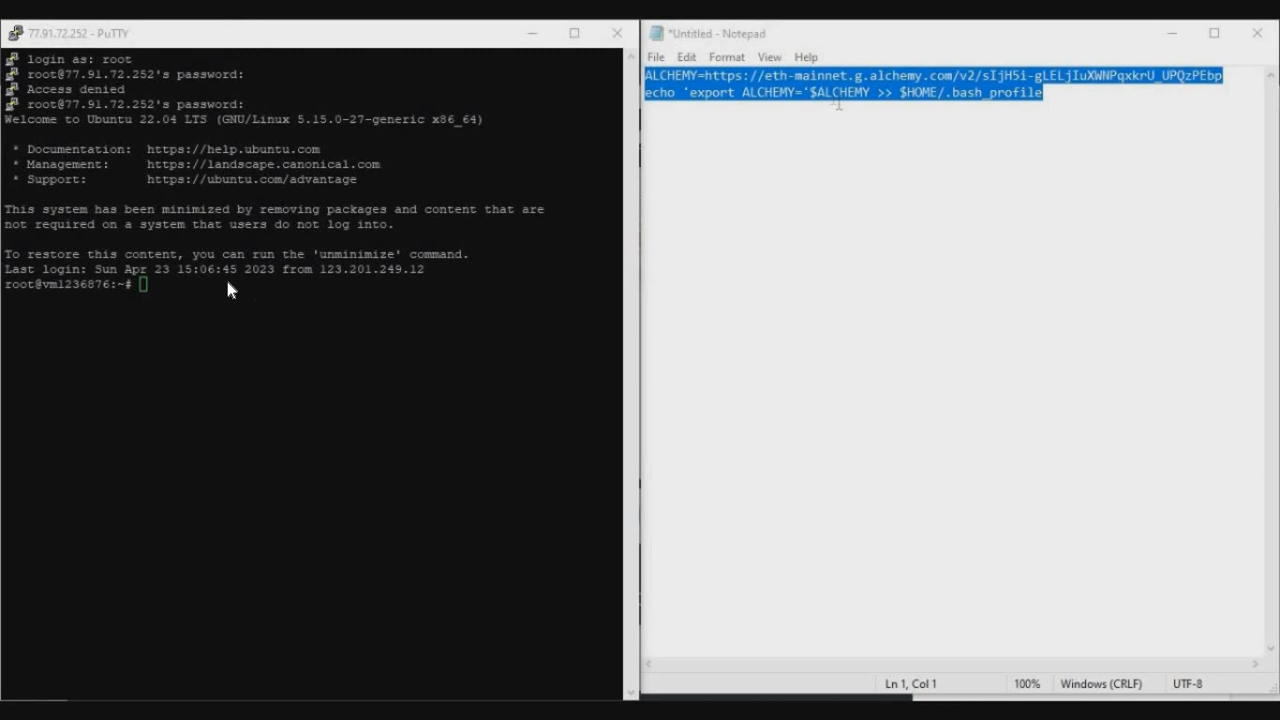 77.91.72.252 - PuTTY
login as: root
root@77.91.72.252's password:
Access denied
root@77.91.72.252's password:
Welcome to Ubuntu 22.04 LTS (GNU/Linux 5.15.0-27-generic x86_64)
* Documentation: https://help.ubuntu.com
* Management: https://landscape.canonical.com
* Support: https://ubuntu.com/advantage
This system has been minimized by removing packages and content that are
not required on a system that users do not log into.
To restore this content, you can run the 'unminimize' command.
Last login: Sun Apr 23 15:06:45 2023 from 123.201.249.12
root@vm1236876:~#
*Untitled - Notepad
File Edit Format View Help
ALCHEMY=https://eth-mainnet.g.alchemy.com/v2/sIjH5i-gLELjIuXWNPqxkrU_UPQzPEbp
echo 'export ALCHEMY='$ALCHEMY >> $HOME/.bash_profile
Ln 1, Col 1 100% Windows (CRLF) UTF-8